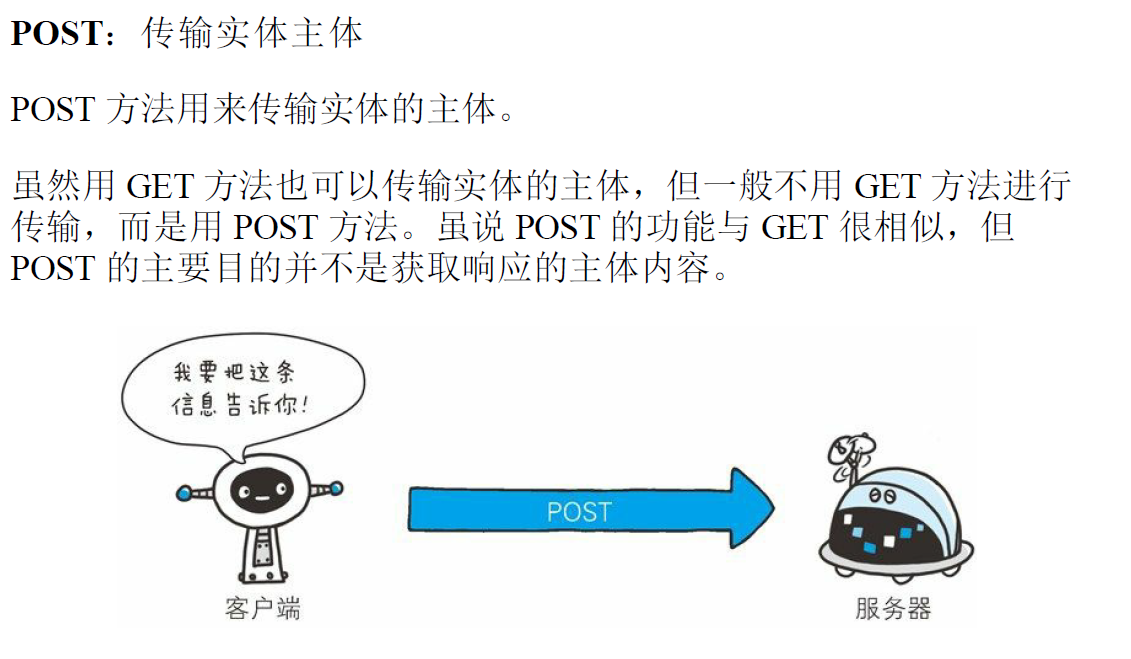 POST：传输实体主体
POST 方法用来传输实体的主体。
虽然用 GET 方法也可以传输实体的主体，但一般不用 GET 方法进行
传输，而是用 POST 方法。虽说 POST 的功能与 GET 很相似，但
POST 的主要目的并不是获取响应的主体内容。
我要把这条
信息告诉你！
POST
客户端
服务器